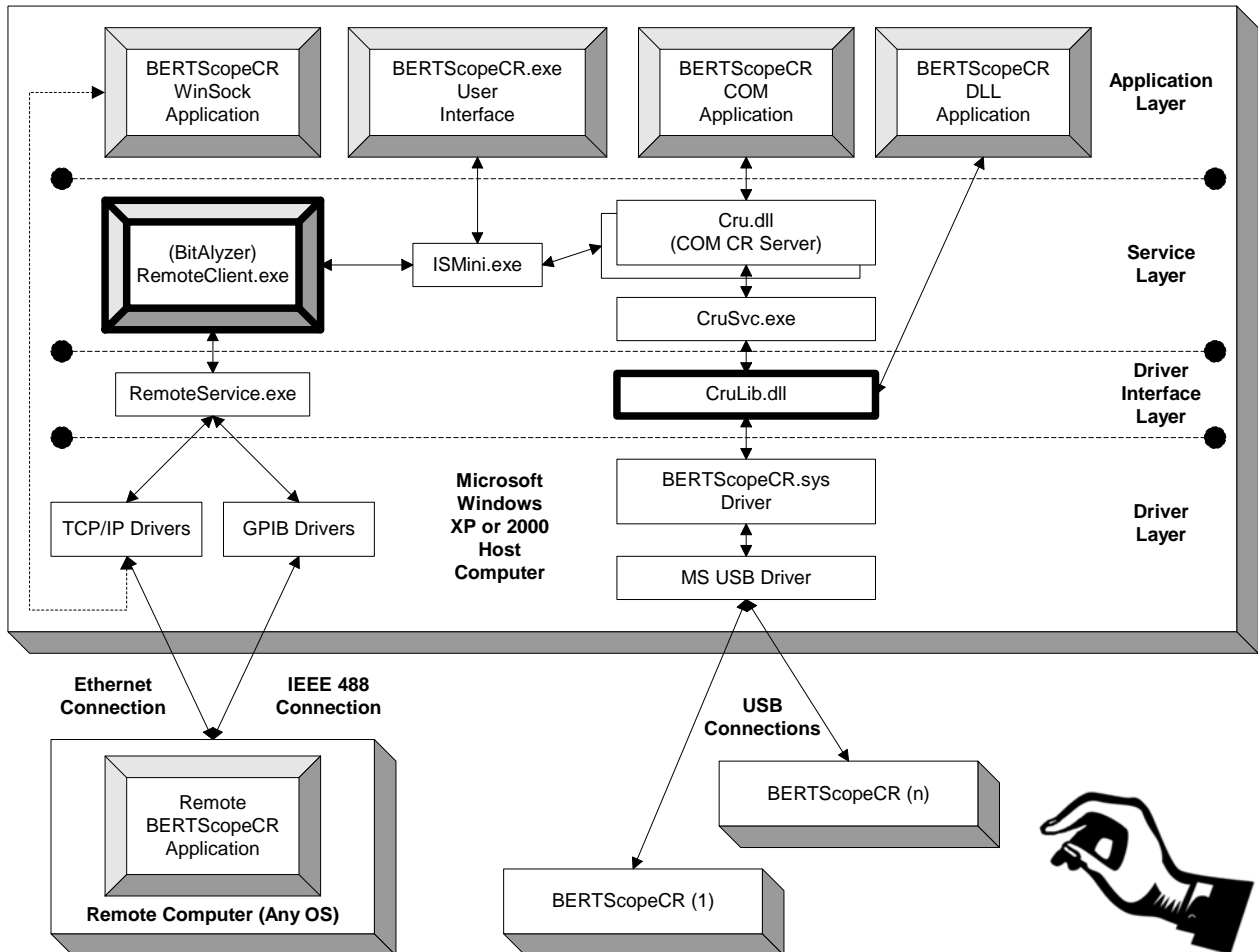 BERTScopeCR
WinSock
Application
BERTScopeCR.exe
User
Interface
BERTScopeCR
COM
Application
BERTScopeCR
DLL
Application
Application
Layer
(BitAlyzer)
RemoteClient.exe
ISMini.exe
Cru.dll
(COM CR Server)
CruSvc.exe
Service
Layer
RemoteService.exe
CruLib.dll
Driver
Interface
Layer
TCP/IP Drivers
GPIB Drivers
Microsoft
Windows
XP or 2000
Host
Computer
BERTScopeCR.sys
Driver
MS USB Driver
Driver
Layer
Ethernet
Connection
IEEE 488
Connection
USB
Connections
Remote
BERTScopeCR
Application
Remote Computer (Any OS)
BERTScopeCR (n)
BERTScopeCR (1)